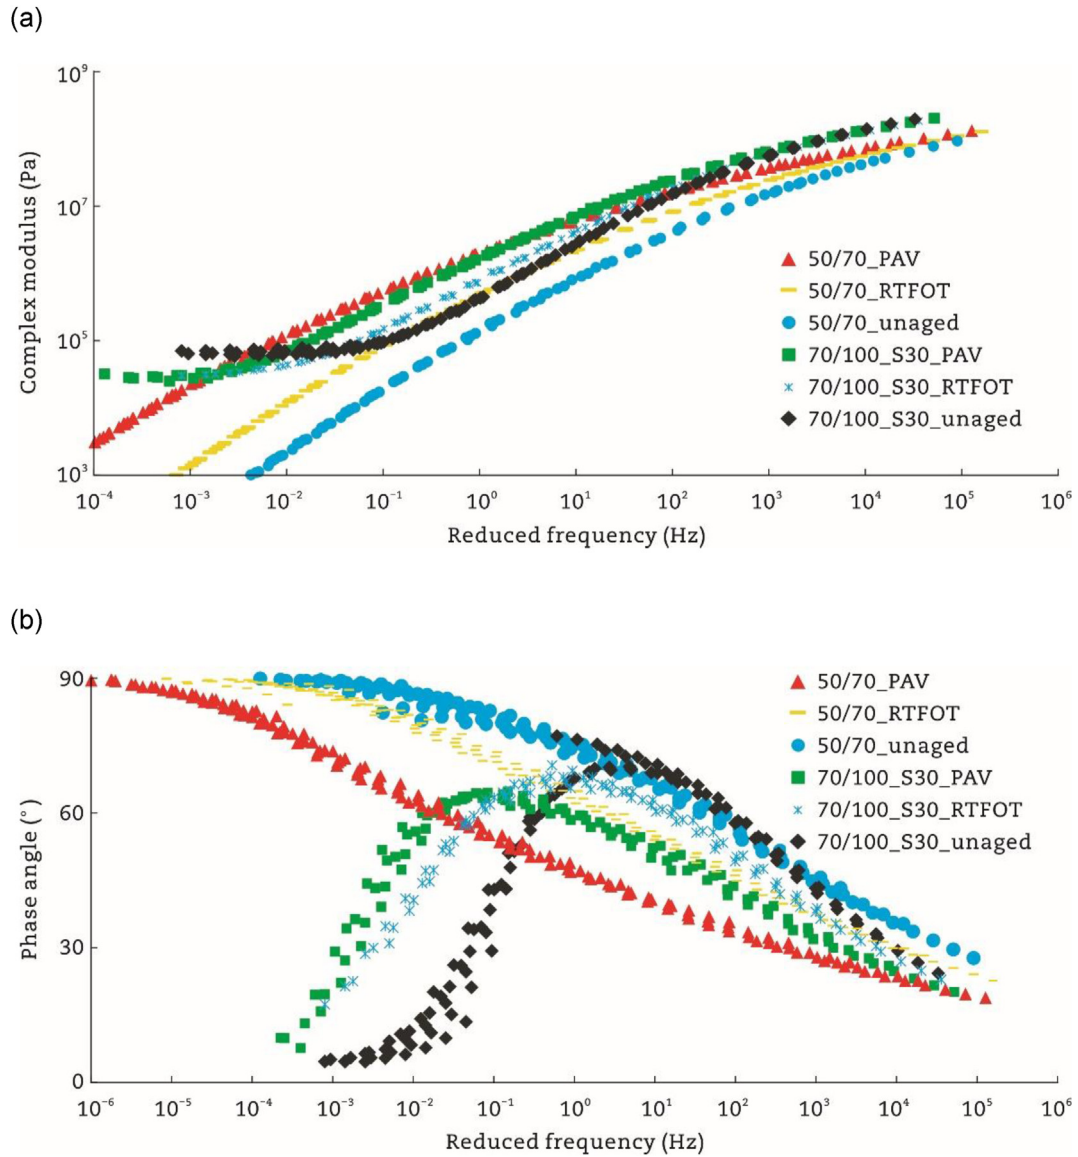 (a)
10⁹
10⁷
10⁵
10³
Complex modulus (Pa)
50/70_PAV
50/70_RTFOT
50/70_unaged
70/100_S30_PAV
70/100_S30_RTFOT
70/100_S30_unaged
10⁻⁴ 10⁻³ 10⁻² 10⁻¹ 10⁰ 10¹ 10² 10³ 10⁴ 10⁵ 10⁶
Reduced frequency (Hz)
(b)
90
60
30
0
Phase angle (°)
50/70_PAV
50/70_RTFOT
50/70_unaged
70/100_S30_PAV
70/100_S30_RTFOT
70/100_S30_unaged
10⁻⁶ 10⁻⁵ 10⁻⁴ 10⁻³ 10⁻² 10⁻¹ 10⁰ 10¹ 10² 10³ 10⁴ 10⁵ 10⁶
Reduced frequency (Hz)